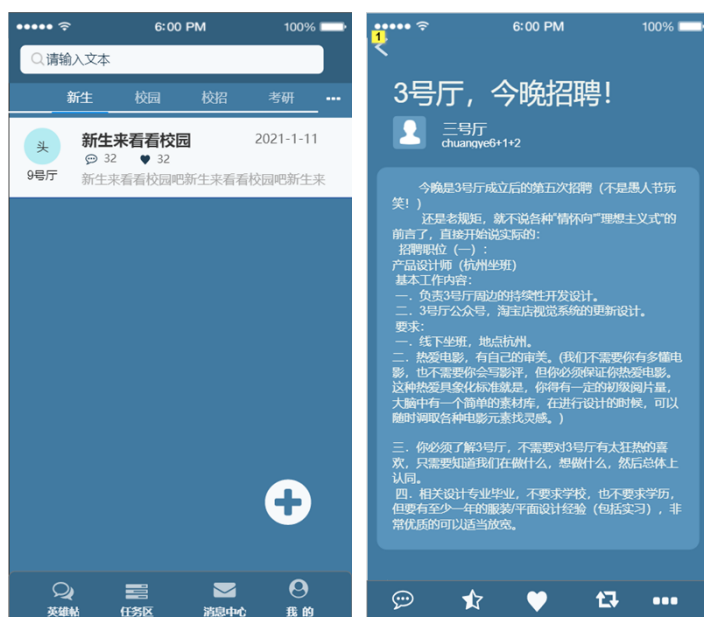 6:00 PM
100%
请输入文本
新生 校园 校招 考研
头
新生来看看校园
2021-1-11
32 32
9号厅
新生来看看校园吧新生来看看校园吧新生来
英雄帖 任务区 消息中心 我 的
6:00 PM
100%
1
3号厅，今晚招聘！
三号厅
chuangye6+1+2
今晚是3号厅成立后的第五次招聘（不是愚人节玩
笑！）
还是老规矩，就不说各种"情怀向""理想主义式"的
前言了，直接开始说实际的：
招聘职位（一）：
产品设计师（杭州坐班）
基本工作内容：
一．负责3号厅周边的持续性开发设计。
二．3号厅公众号，淘宝店视觉系统的更新设计。
要求：
一．线下坐班，地点杭州。
二．热爱电影，有自己的审美。（我们不需要你有多懂电
影，也不需要你会写影评，但你必须保证你热爱电影。
这种热爱具象化标准就是，你得有一定的初级阅片量，
大脑中有一个简单的素材库，在进行设计的时候，可以
随时调取各种电影元素找灵感。）
三．你必须了解3号厅，不需要对3号厅有太狂热的喜
欢，只需要知道我们在做什么，想做什么，然后总体上
认同。
四．相关设计专业毕业，不要求学校，也不要求学历，
但要有至少一年的服装/平面设计经验（包括实习），非
常优质的可以适当放宽。